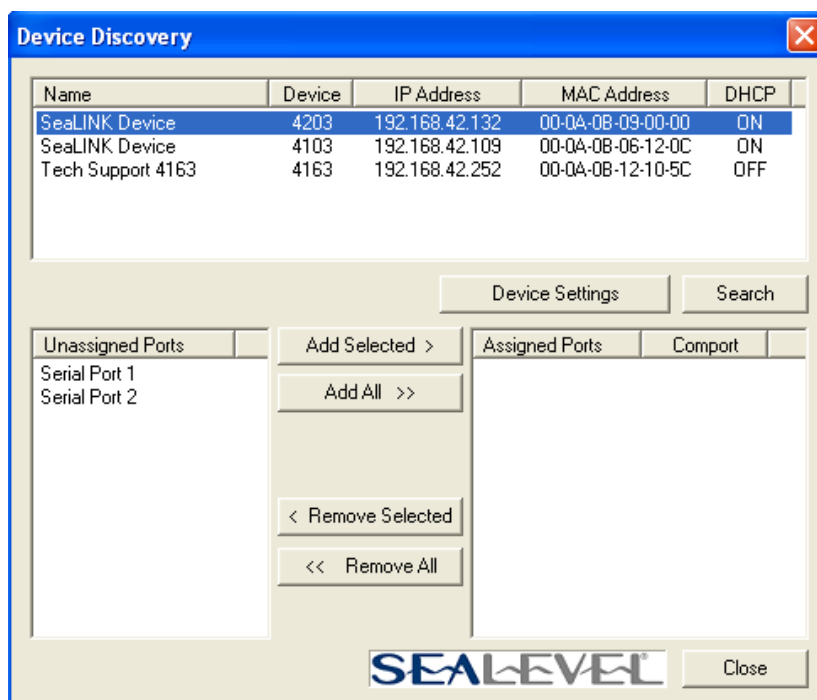 Device Discovery
Name Device IP Address MAC Address DHCP
SeaLINK Device 4203 192.168.42.132 00-0A-0B-09-00-00 ON
SeaLINK Device 4103 192.168.42.109 00-0A-0B-06-12-0C ON
Tech Support 4163 4163 192.168.42.252 00-0A-0B-12-10-5C OFF
Device Settings Search
Unassigned Ports
Serial Port 1
Serial Port 2
Add Selected >
Add All >>
< Remove Selected
<< Remove All
Assigned Ports Comport
SEALEVEL®
Close